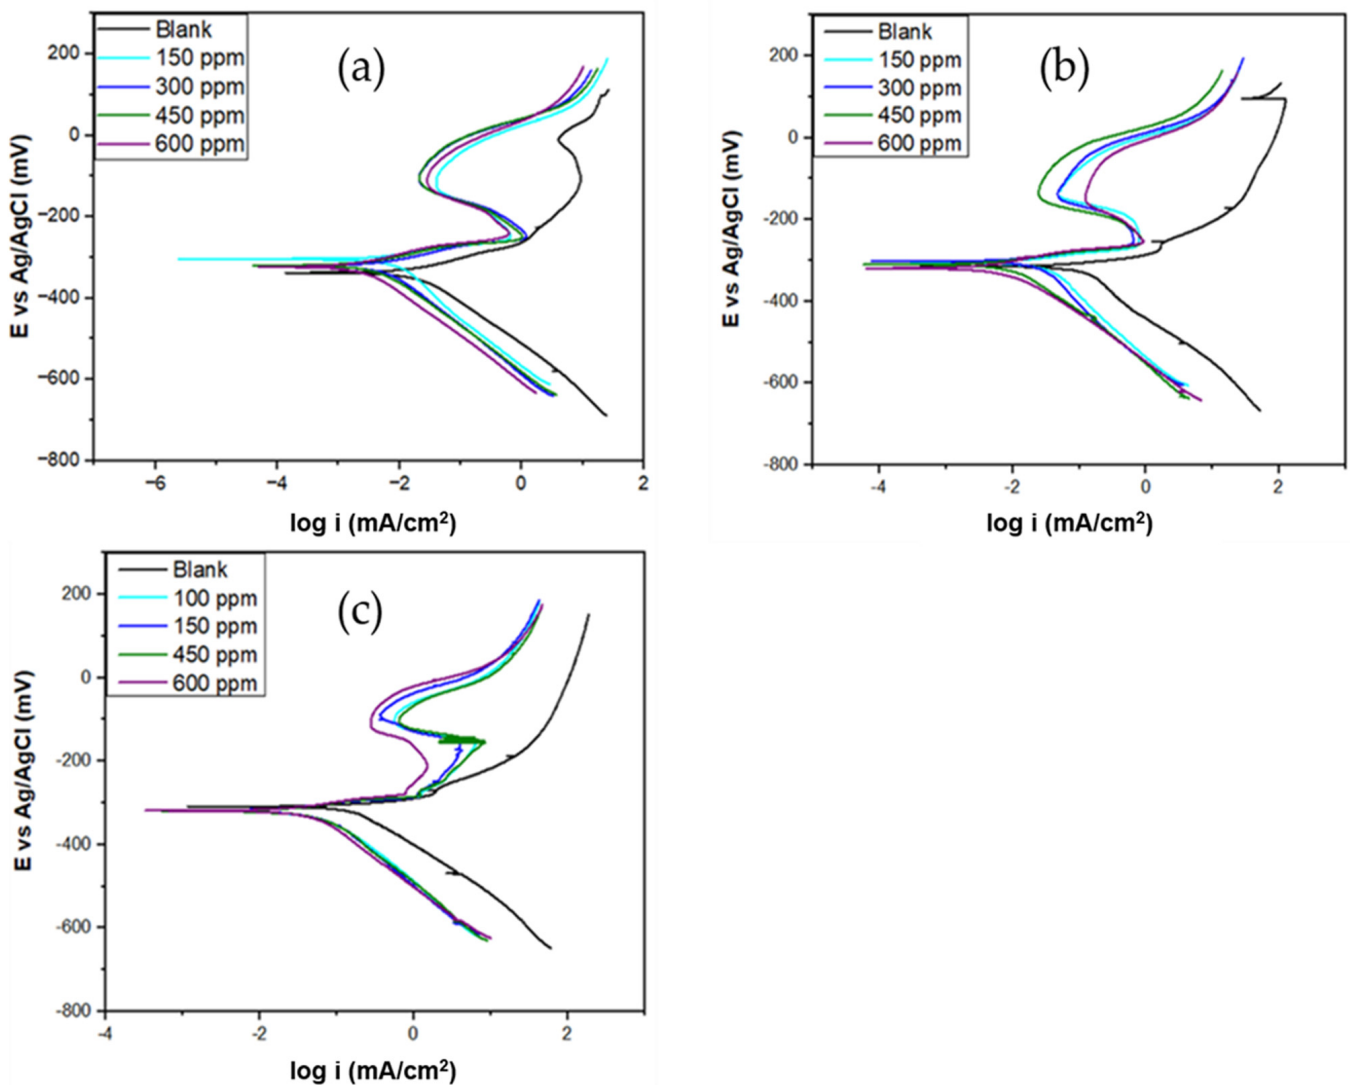 Blank
150 ppm
300 ppm
450 ppm
600 ppm
(a)
200
0
−200
−400
−600
−800
−6
−4
−2
0
2
E vs Ag/AgCl (mV)
log i (mA/cm²)
Blank
150 ppm
300 ppm
450 ppm
600 ppm
(b)
200
0
-200
-400
-600
-800
-4
-2
0
2
E vs Ag/AgCl (mV)
log i (mA/cm²)
Blank
100 ppm
150 ppm
450 ppm
600 ppm
(c)
200
0
-200
-400
-600
-800
-4
-2
0
2
E vs Ag/AgCl (mV)
log i (mA/cm²)